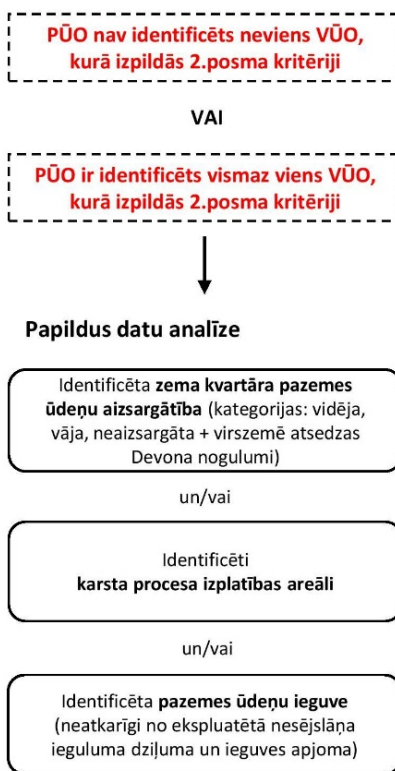 PŪO nav identificēts neviens VŪO,
kurā izpildās 2.posma kritēriji
VAI
PŪO ir identificēts vismaz viens VŪO,
kurā izpildās 2.posma kritēriji
Papildus datu analīze
Identificēta zema kvartāra pazemes
ūdeņu aizsargātība (kategorijas: vidēja,
vāja, neaizsargāta + virszemē atsedzas
Devona nogulumi)
un/vai
Identificēti
karsta procesa izplatības areāli
un/vai
Identificēta pazemes ūdeņu ieguve
(neatkarīgi no ekspluatētā nesējslāņa
ieguluma dziļuma un ieguves apjoma)